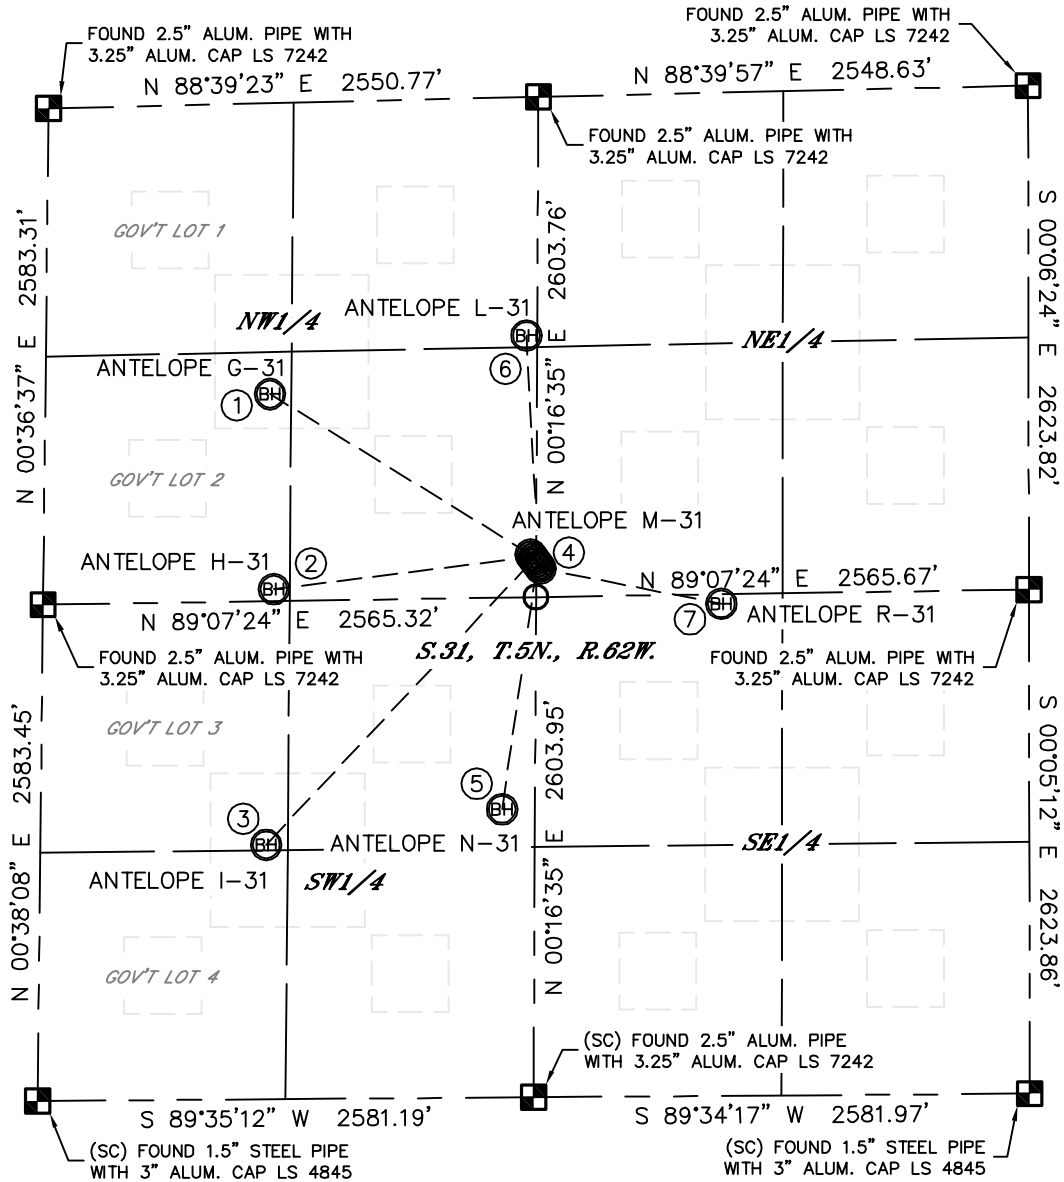 FOUND 2.5” ALUM. PIPE WITH
3.25” ALUM. CAP LS 7242
FOUND 2.5” ALUM. PIPE WITH
3.25” ALUM. CAP LS 7242
N 88°39'23” E 2550.77'
N 88°39'57” E 2548.63'
FOUND 2.5” ALUM. PIPE WITH
3.25” ALUM. CAP LS 7242
GOV'T LOT 1
N 00°36'37” E 2583.31'
N 00°16'35” E 2603.76'
S 00°06'24” E 2623.82'
NW1/4
ANTELOPE L-31
BH
6
NE1/4
ANTELOPE G-31
BH
1
GOV'T LOT 2
ANTELOPE M-31
4
ANTELOPE H-31
2
BH
N 89°07'24” E 2565.67'
BH
7
ANTELOPE R-31
N 89°07'24” E 2565.32'
S.31, T.5N., R.62W.
FOUND 2.5” ALUM. PIPE WITH
3.25” ALUM. CAP LS 7242
FOUND 2.5” ALUM. PIPE WITH
3.25” ALUM. CAP LS 7242
GOV'T LOT 3
N 00°38'08” E 2583.45'
N 00°16'35” E 2603.95'
S 00°05'12” E 2623.86'
5
BH
3
BH
ANTELOPE N-31
SE1/4
ANTELOPE I-31
SW1/4
GOV'T LOT 4
(SC) FOUND 2.5” ALUM. PIPE
WITH 3.25” ALUM. CAP LS 7242
S 89°35'12” W 2581.19'
S 89°34'17” W 2581.97'
(SC) FOUND 1.5” STEEL PIPE
WITH 3” ALUM. CAP LS 4845
(SC) FOUND 1.5” STEEL PIPE
WITH 3” ALUM. CAP LS 4845